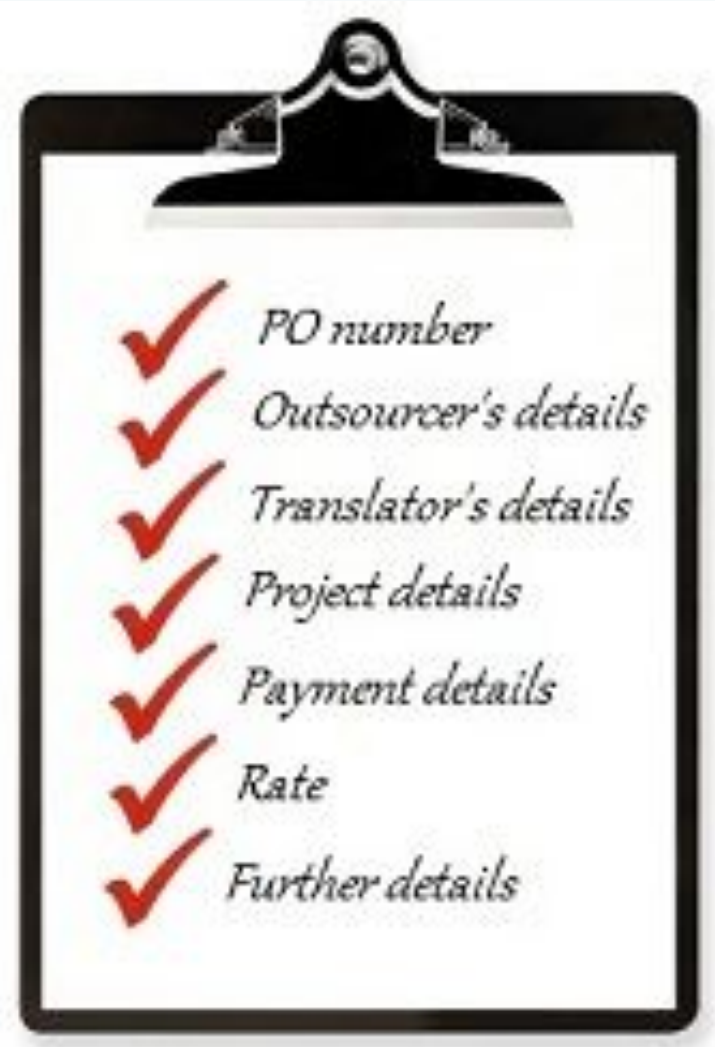 PO number
Outsourcer's details
Translator's details
Project details
Payment details
Rate
Further details